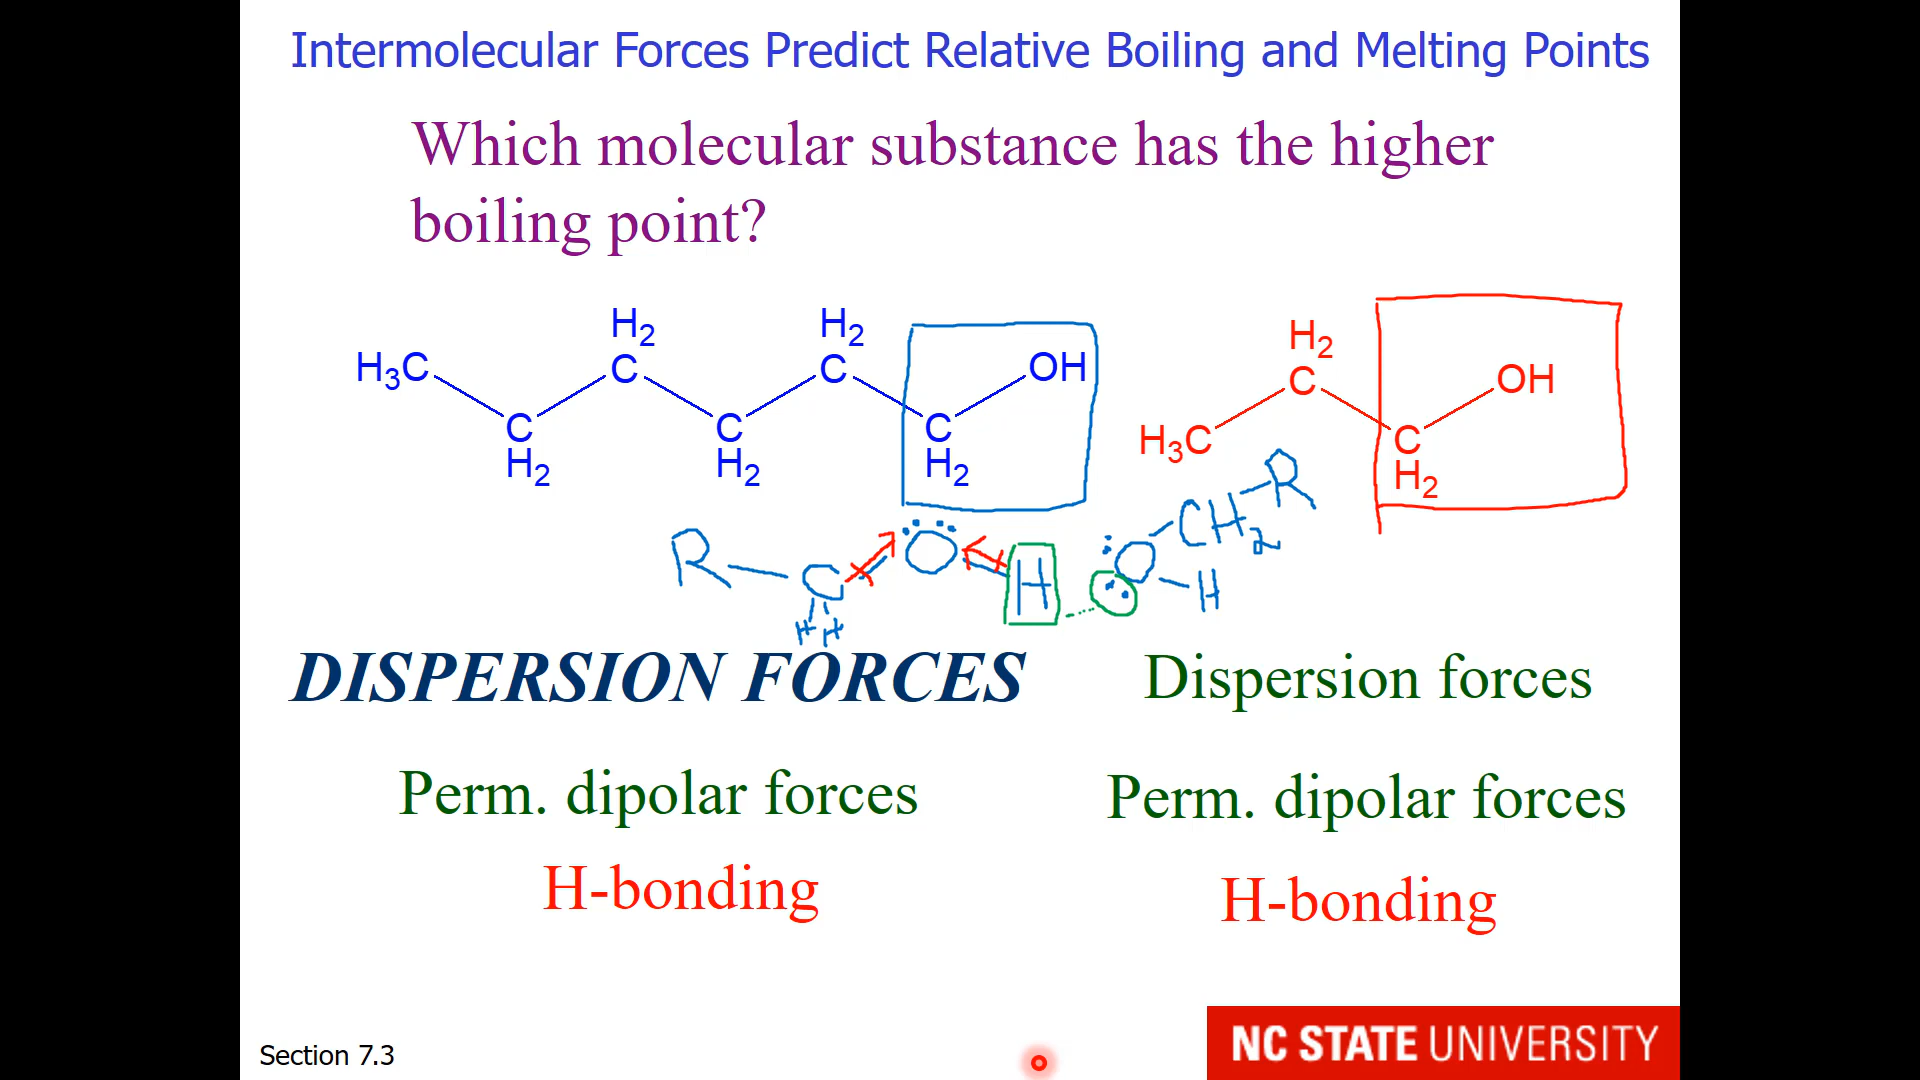 Intermolecular Forces Predict Relative Boiling and Melting Points
Which molecular substance has the higher
boiling point?
H₂ H₂
H₃C C C OH
C C C
H₂ H₂ H₂
H₂
C OH
H₃C C
H₂
R C O H O CH₂ R
H H H
DISPERSION FORCES Dispersion forces
Perm. dipolar forces Perm. dipolar forces
H-bonding H-bonding
Section 7.3
NC STATE UNIVERSITY